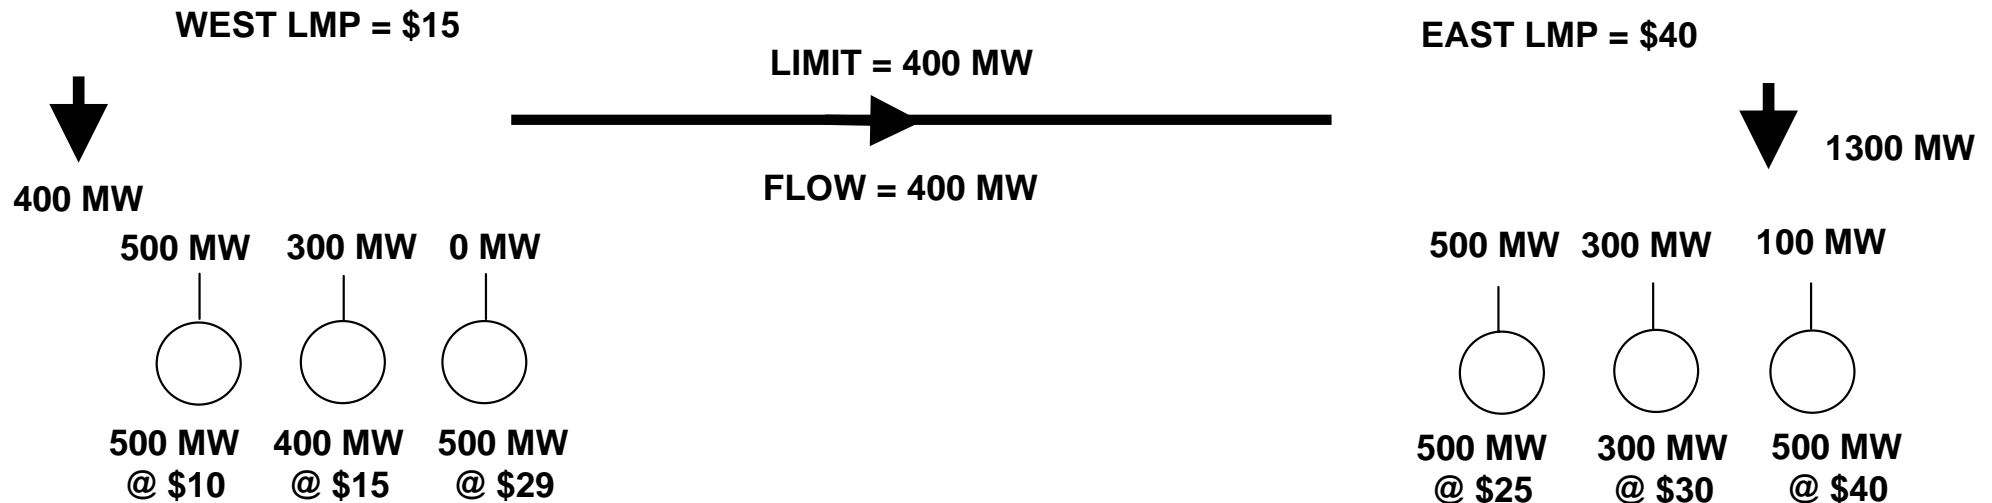 WEST LMP = $15
EAST LMP = $40
LIMIT = 400 MW
1300 MW
FLOW = 400 MW
400 MW
500 MW 300 MW 0 MW
500 MW 300 MW 100 MW
500 MW 400 MW 500 MW
@ $10 @ $15 @ $29
500 MW 300 MW 500 MW
@ $25 @ $30 @ $40